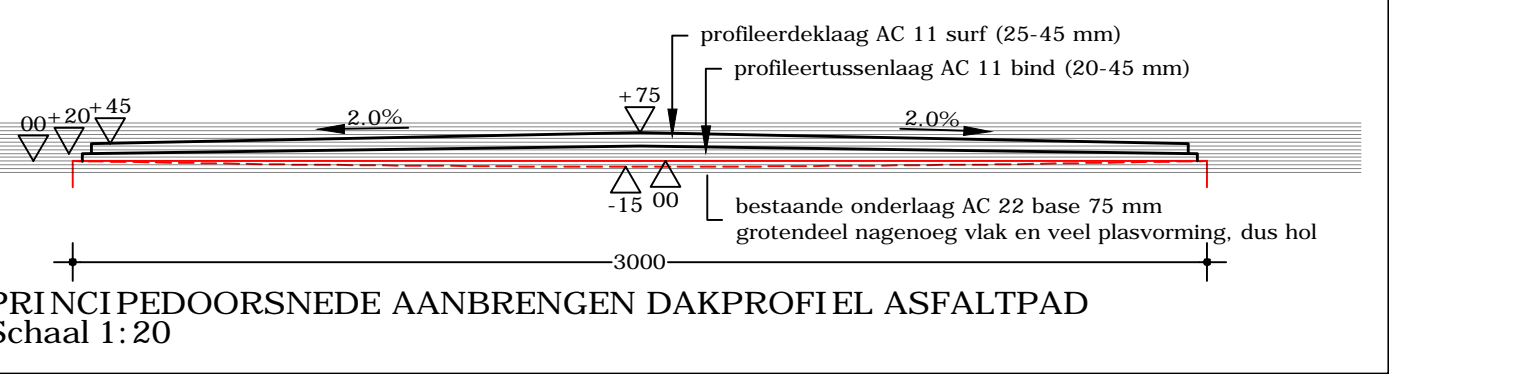 profileerdeklaag AC 11 surf (25-45 mm)
profileertussenlaag AC 11 bind (20-45 mm)
00 +20 +45
+75
2.0%
2.0%
-15 00
bestaande onderlaag AC 22 base 75 mm
grotendeel nagenoeg vlak en veel plasvorming, dus hol
3000
PRINCIPEDOORSNEDE AANBRENGEN DAKPROFIEL ASFALTPAD
Schaal 1:20